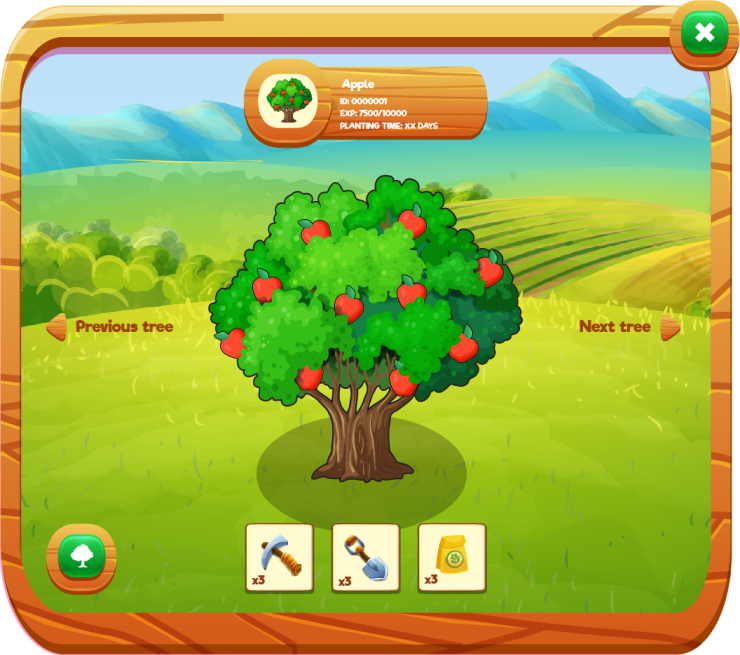 Apple
ID: 0000001
EXP: 7500/10000
PLANTING TIME: XX DAYS
Previous tree
Next tree
x3
x3
x3